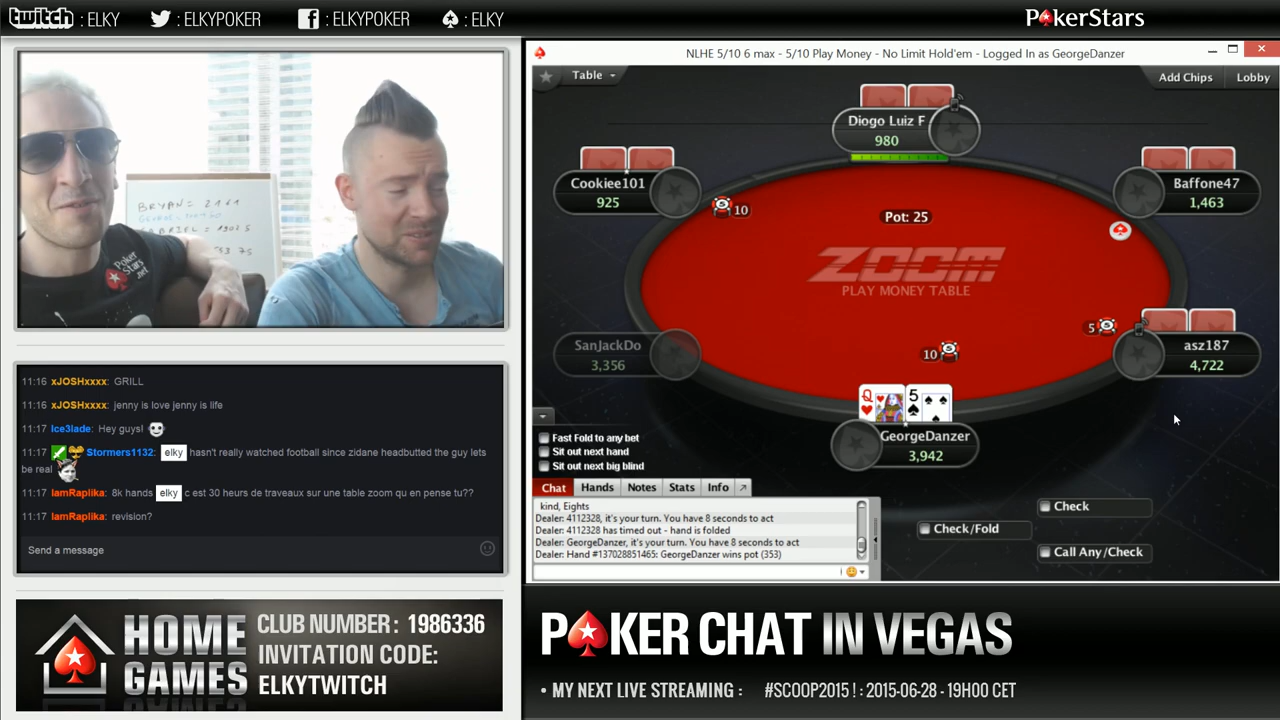 twitch : ELKY
: ELKYPOKER
: ELKYPOKER
: ELKY
PokerStars
NLHE 5/10 6 max - 5/10 Play Money - No Limit Hold'em - Logged In as GeorgeDanzer
Table
Add Chips
Lobby
Diogo Luiz F
980
Cookiee101
925
Baffone47
1,463
10
Pot: 25
ZOOM
PLAY MONEY TABLE
SanJackDo
3,356
5
asz187
4,722
10
Q
5
GeorgeDanzer
3,942
BRYAN = 2161
Poker
Stars
.net
Fast Fold to any bet
Sit out next hand
Sit out next big blind
Chat
Hands
Notes
Stats
Info
kind, Eights
Dealer: 4112328, it's your turn. You have 8 seconds to act
Dealer: 4112328 has timed out - hand is folded
Dealer: GeorgeDanzer, it's your turn. You have 8 seconds to act
Dealer: Hand #137028851465: GeorgeDanzer wins pot (353)
Check
Check/Fold
Call Any/Check
11:16 xJOSHxxxx: GRILL
11:16 xJOSHxxxx: jenny is love jenny is life
11:17 Ice3lade: Hey guys!
11:17 Stormers1132: elky hasn't really watched football since zidane headbutted the guy lets
be real
11:17 IamRaplika: 8k hands elky c est 30 heures de traveaux sur une table zoom qu en pense tu??
11:17 IamRaplika: revision?
Send a message
HOME
GAMES
CLUB NUMBER : 1986336
INVITATION CODE:
ELKYTWITCH
POKER CHAT IN VEGAS
• MY NEXT LIVE STREAMING : #SCOOP2015 ! : 2015-06-28 - 19H00 CET